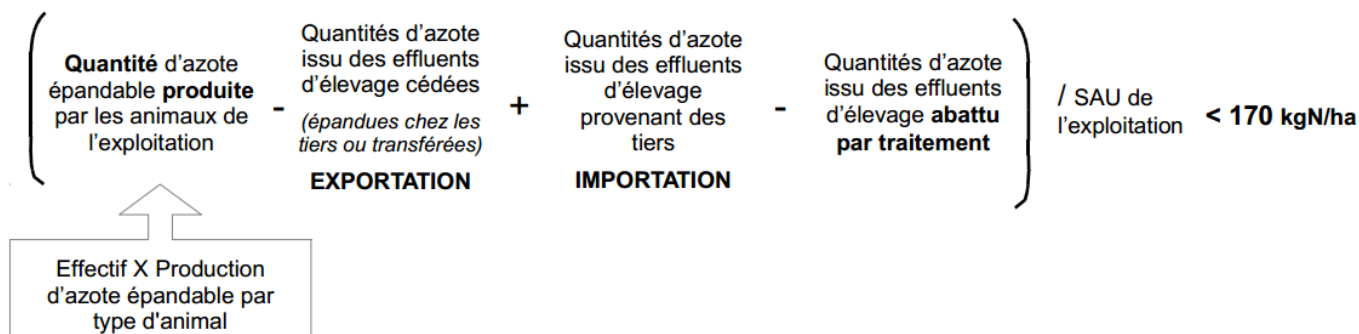 Quantité d'azote
épandable produite
par les animaux de
l'exploitation
-
Quantités d'azote
issu des effluents
d'élevage cédées
(épandues chez les
tiers ou transférées)
EXPORTATION
+
Quantités d'azote
issu des effluents
d'élevage
provenant des
tiers
IMPORTATION
-
Quantités d'azote
issu des effluents
d'élevage abattu
par traitement
/ SAU de
l'exploitation
< 170 kgN/ha
Effectif X Production
d'azote épandable par
type d'animal